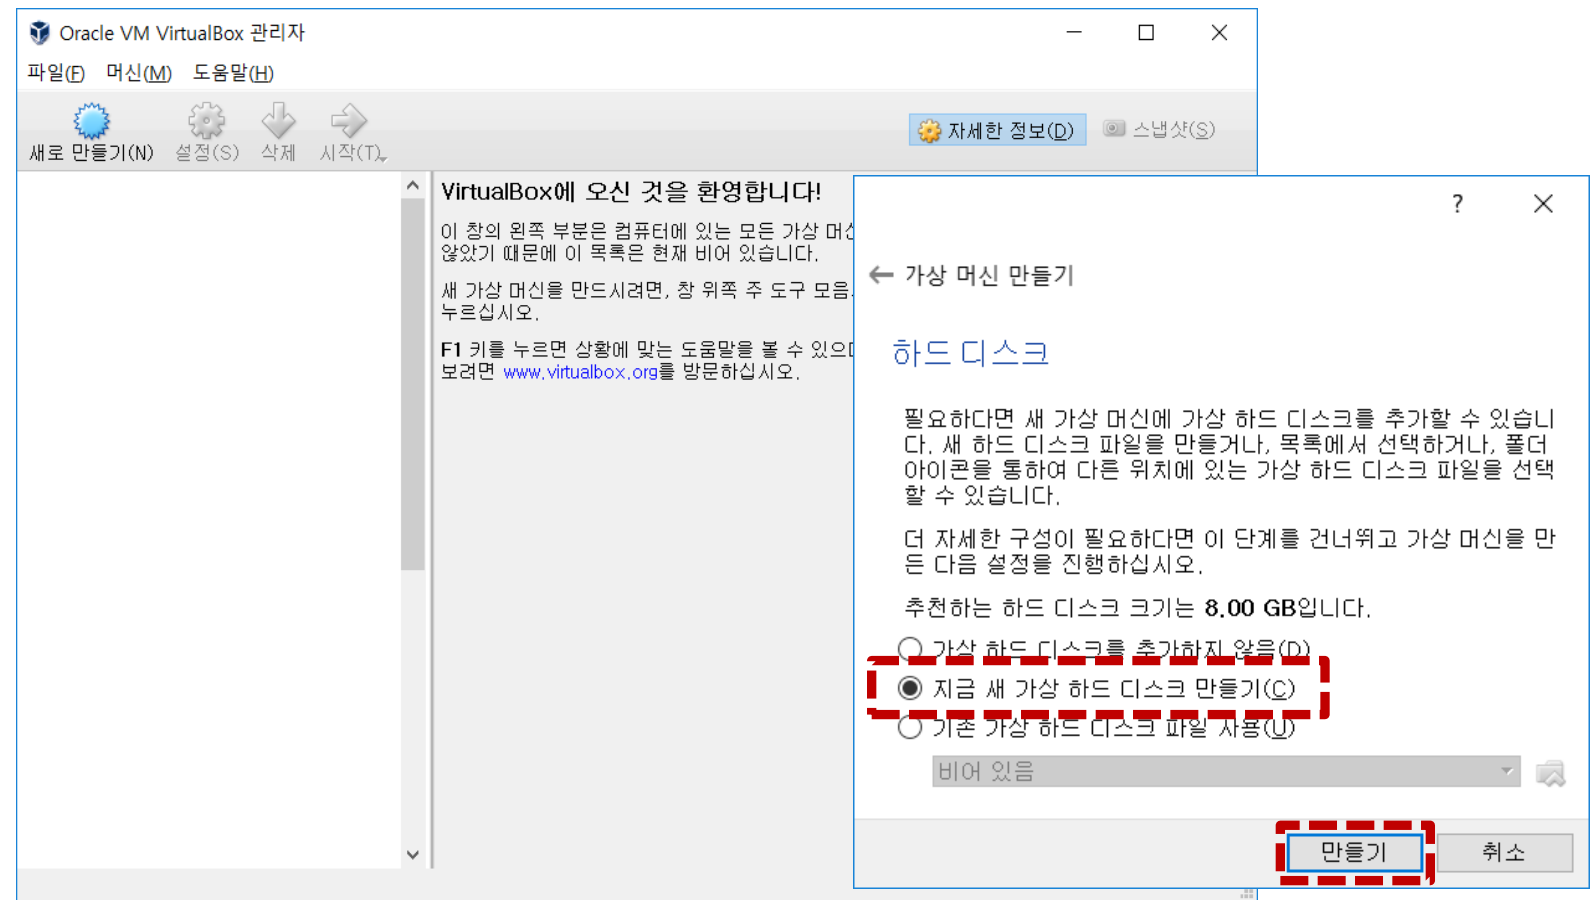 Oracle VM VirtualBox 관리자
파일(F) 머신(M) 도움말(H)
새로 만들기(N) 설정(S) 삭제 시작(T)
자세한 정보(D) 스냅샷(S)
VirtualBox에 오신 것을 환영합니다!
이 창의 왼쪽 부분은 컴퓨터에 있는 모든 가상 머신
않았기 때문에 이 목록은 현재 비어 있습니다.
새 가상 머신을 만드시려면, 창 위쪽 주 도구 모음
누르십시오.
F1 키를 누르면 상황에 맞는 도움말을 볼 수 있으며
보려면 www.virtualbox.org를 방문하십시오.
?
가상 머신 만들기
하드 디스크
필요하다면 새 가상 머신에 가상 하드 디스크를 추가할 수 있습니
다. 새 하드 디스크 파일을 만들거나, 목록에서 선택하거나, 폴더
아이콘을 통하여 다른 위치에 있는 가상 하드 디스크 파일을 선택
할 수 있습니다.
더 자세한 구성이 필요하다면 이 단계를 건너뛰고 가상 머신을 만
든 다음 설정을 진행하십시오.
추천하는 하드 디스크 크기는 8.00 GB입니다.
가상 하드 디스크를 추가하지 않음(D)
지금 새 가상 하드 디스크 만들기(C)
기존 가상 하드 디스크 파일 사용(U)
비어 있음
만들기 취소